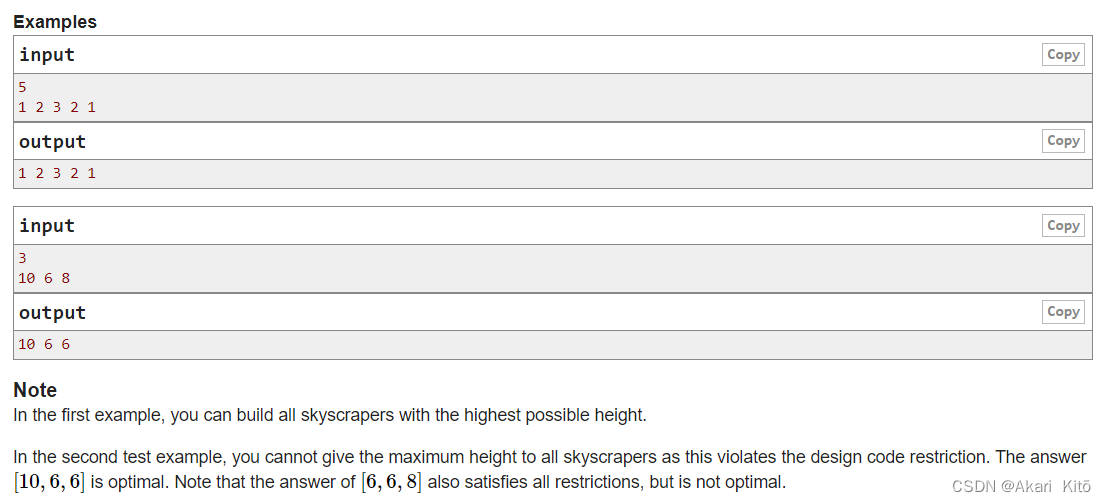 Examples
input
Copy
5
1 2 3 2 1
output
Copy
1 2 3 2 1
input
Copy
3
10 6 8
output
Copy
10 6 6
Note
In the first example, you can build all skyscrapers with the highest possible height.
In the second test example, you cannot give the maximum height to all skyscrapers as this violates the design code restriction. The answer
[10, 6, 6] is optimal. Note that the answer of [6, 6, 8] also satisfies all restrictions, but is not optimal.
CSDN @Akari_Kitō